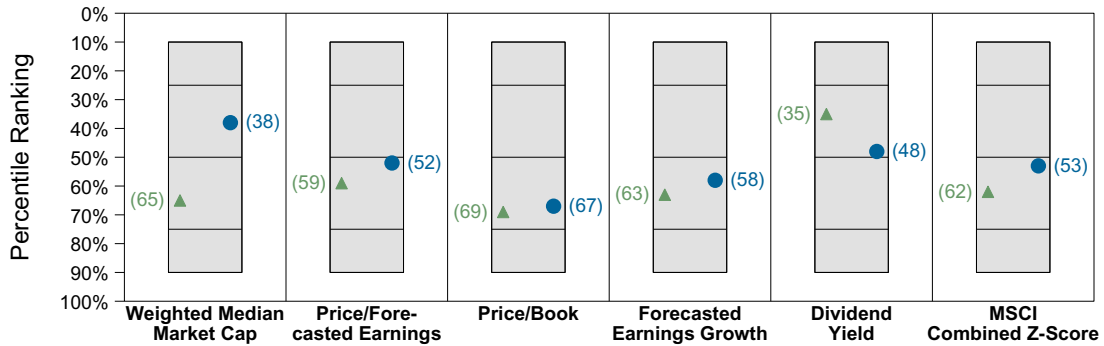 Percentile Ranking
0%
10%
20%
30%
40%
50%
60%
70%
80%
90%
100%
(65)
(38)
(59)
(52)
(69)
(67)
(63)
(58)
(35)
(48)
(62)
(53)
Weighted Median
Market Cap
Price/Fore-
casted Earnings
Price/Book
Forecasted
Earnings Growth
Dividend
Yield
MSCI
Combined Z-Score